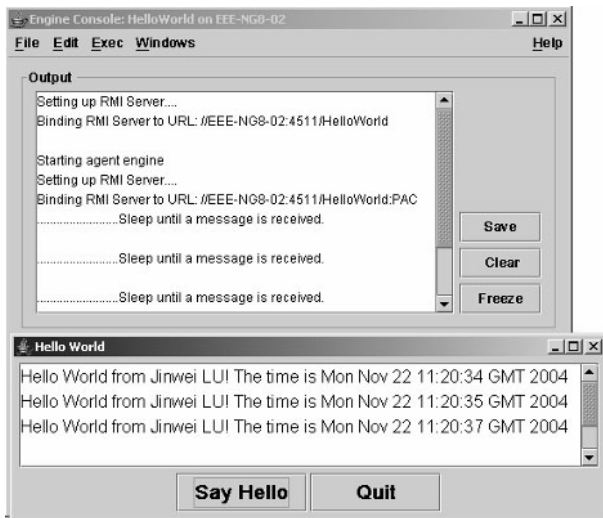 Engine Console: HelloWorld on EEE-NG8-02
File Edit Exec Windows Help
Output
Setting up RMI Server....
Binding RMI Server to URL: //EEE-NG8-02:4511/HelloWorld
Starting agent engine
Setting up RMI Server....
Binding RMI Server to URL: //EEE-NG8-02:4511/HelloWorld:PAC
.........................Sleep until a message is received.
.........................Sleep until a message is received.
.........................Sleep until a message is received.
Save
Clear
Freeze
Hello World
Hello World from Jinwei LU! The time is Mon Nov 22 11:20:34 GMT 2004
Hello World from Jinwei LU! The time is Mon Nov 22 11:20:35 GMT 2004
Hello World from Jinwei LU! The time is Mon Nov 22 11:20:37 GMT 2004
Say Hello Quit